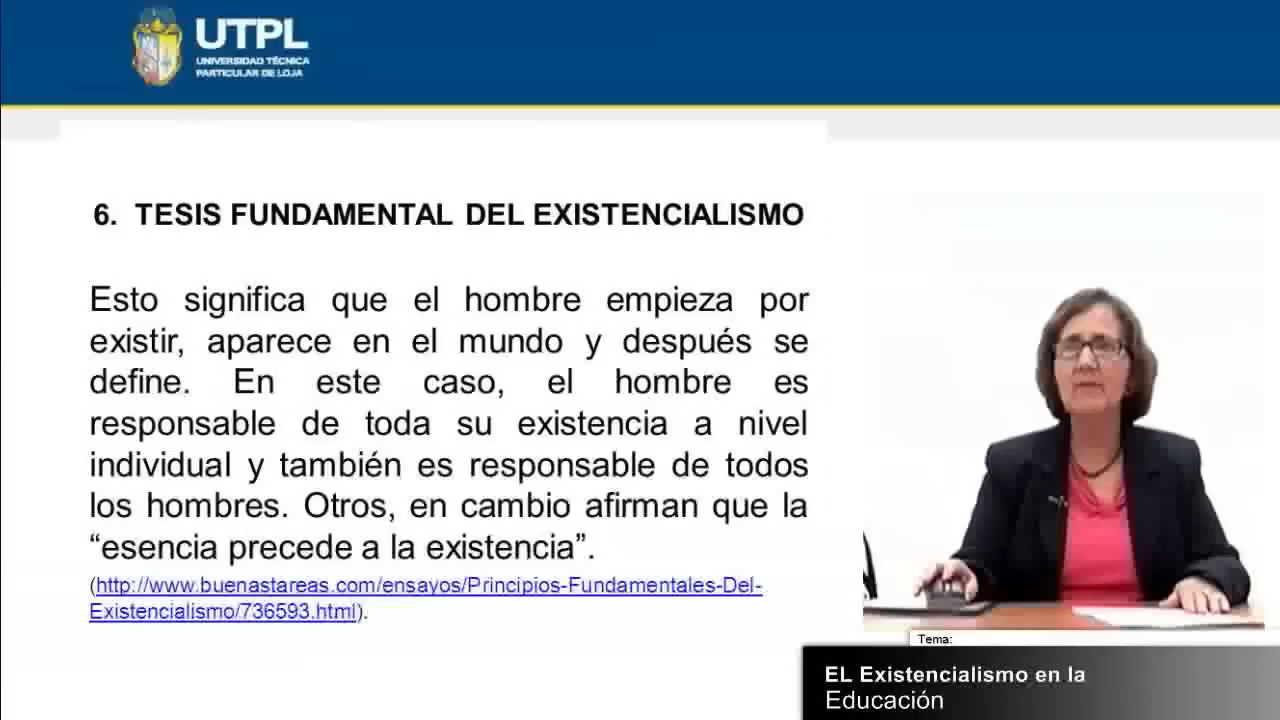 UTPL
UNIVERSIDAD TÉCNICA
PARTICULAR DE LOJA
6. TESIS FUNDAMENTAL DEL EXISTENCIALISMO
Esto significa que el hombre empieza por
existir, aparece en el mundo y después se
define. En este caso, el hombre es
responsable de toda su existencia a nivel
individual y también es responsable de todos
los hombres. Otros, en cambio afirman que la
“esencia precede a la existencia”.
(http://www.buenastareas.com/ensayos/Principios-Fundamentales-Del-
Existencialismo/736593.html).
Tema:
EL Existencialismo en la
Educación